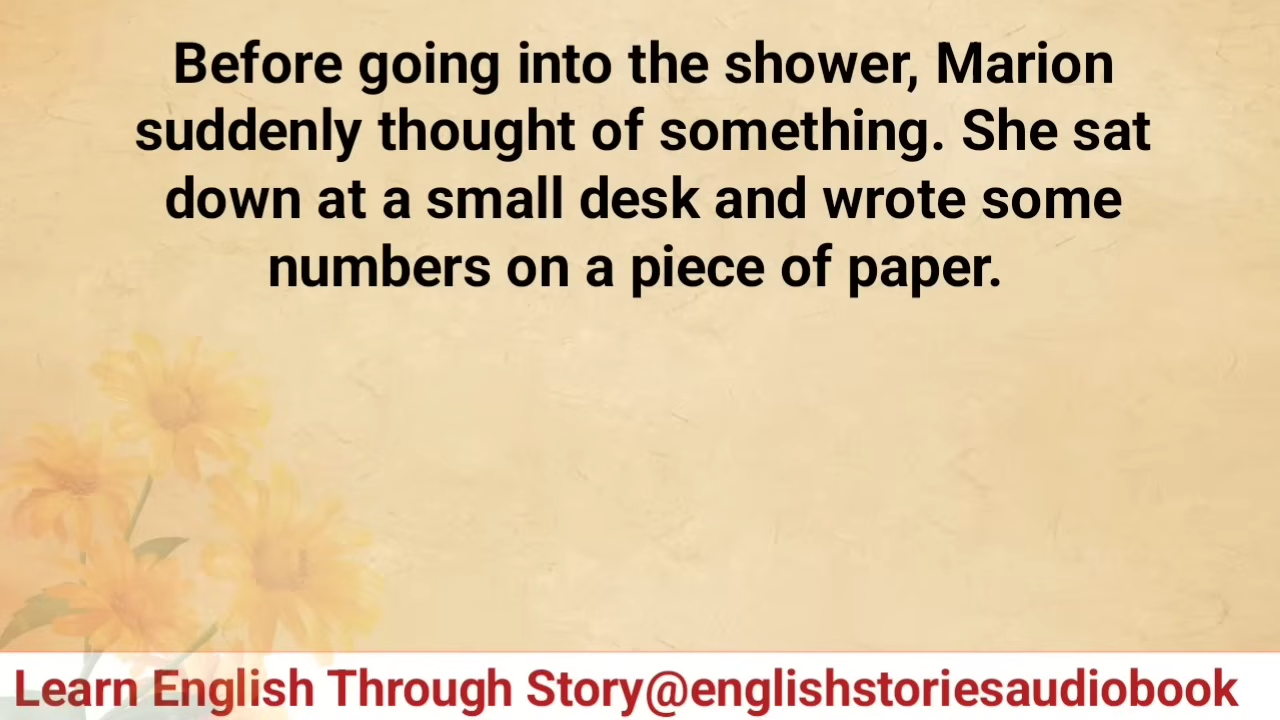 Before going into the shower, Marion
suddenly thought of something. She sat
down at a small desk and wrote some
numbers on a piece of paper.
Learn English Through Story@englishstoriesaudiobook